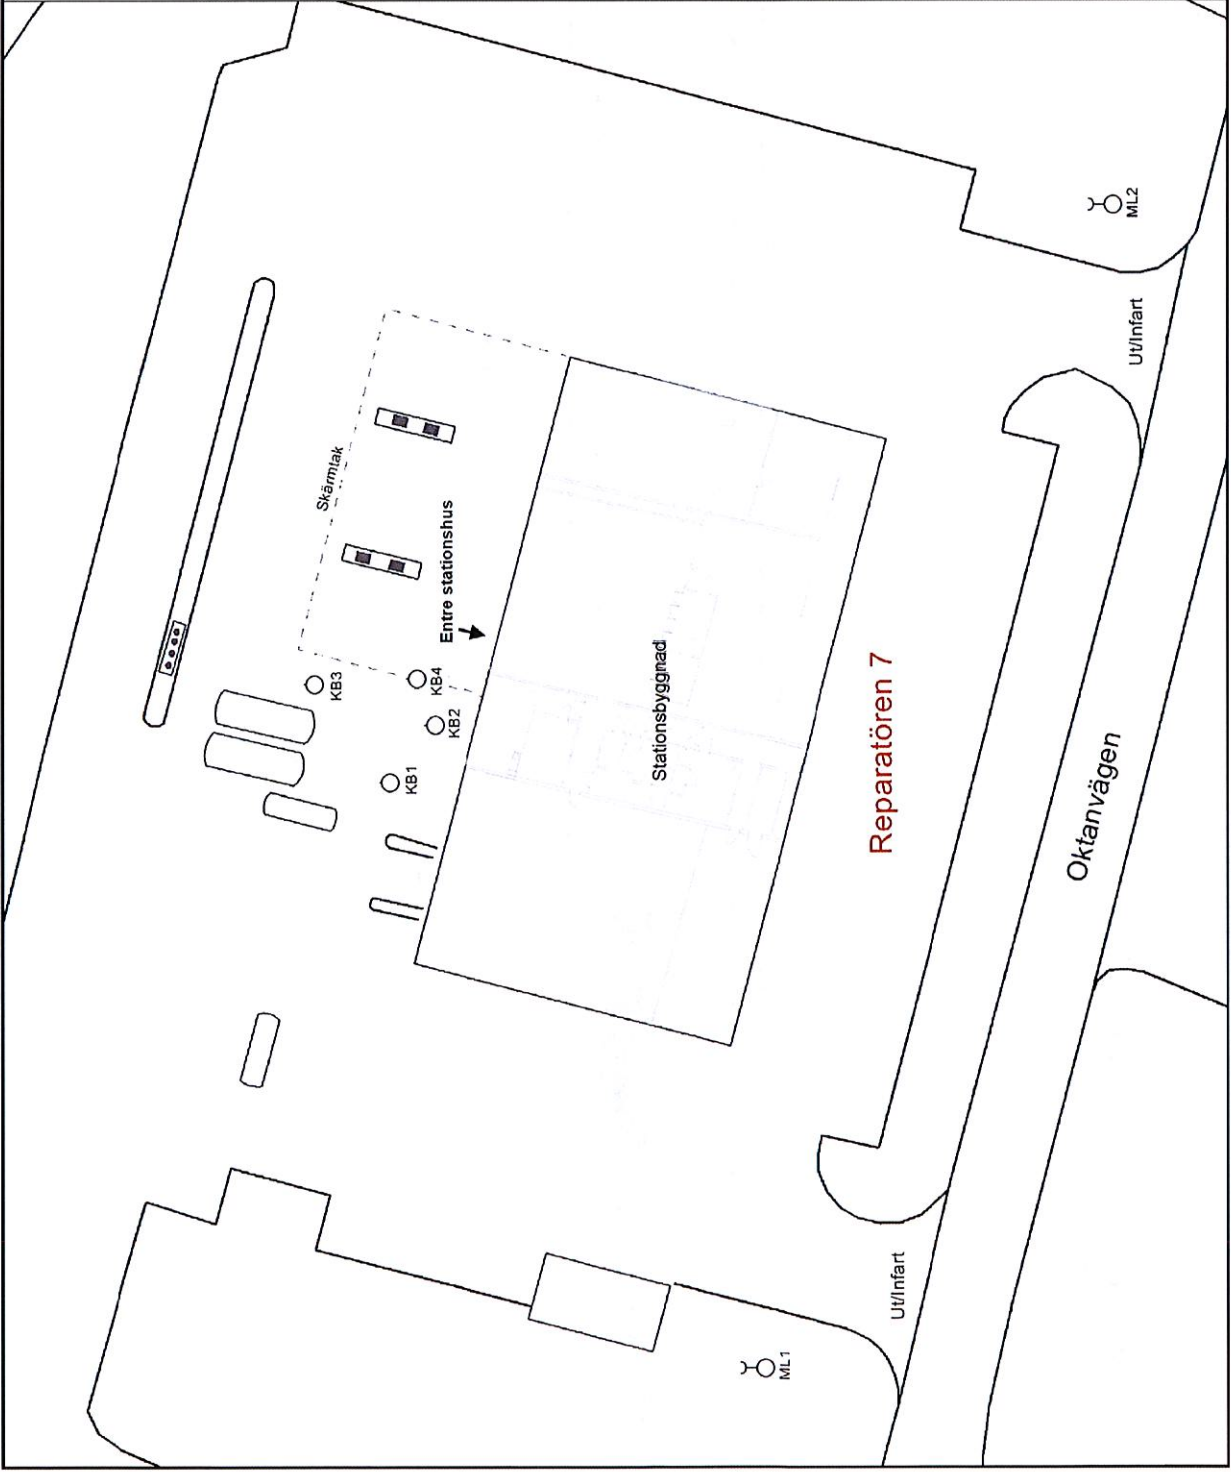 Skärmtak
Entre stationshus
KB3
KB4
KB2
KB1
Stationsbyggnad
Reparatören 7
Oktanvägen
Ut/Infart
ML2
Ut/Infart
ML1